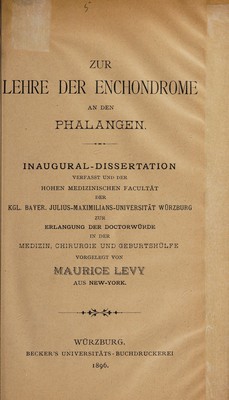 5
ZUR
LEHRE DER ENCHONDROME
AN DEN
PHALANGEN.
INAUGURAL-DISSERTATION
VERFASST UND DER
HOHEN MEDIZINISCHEN FACULTÄT
DER
KGL. BAYER. JULIUS-MAXIMILIANS-UNIVERSITÄT WÜRZBURG
ZUR
ERLANGUNG DER DOCTORWÜRDE
IN DER
MEDIZIN, CHIRURGIE UND GEBURTSHÜLFE
VORGELEGT VON
MAURICE LEVY
AUS NEW-YORK.
WÜRZBURG.
BECKER'S UNIVERSITÄTS-BUCHDRUCKEREI
1896.